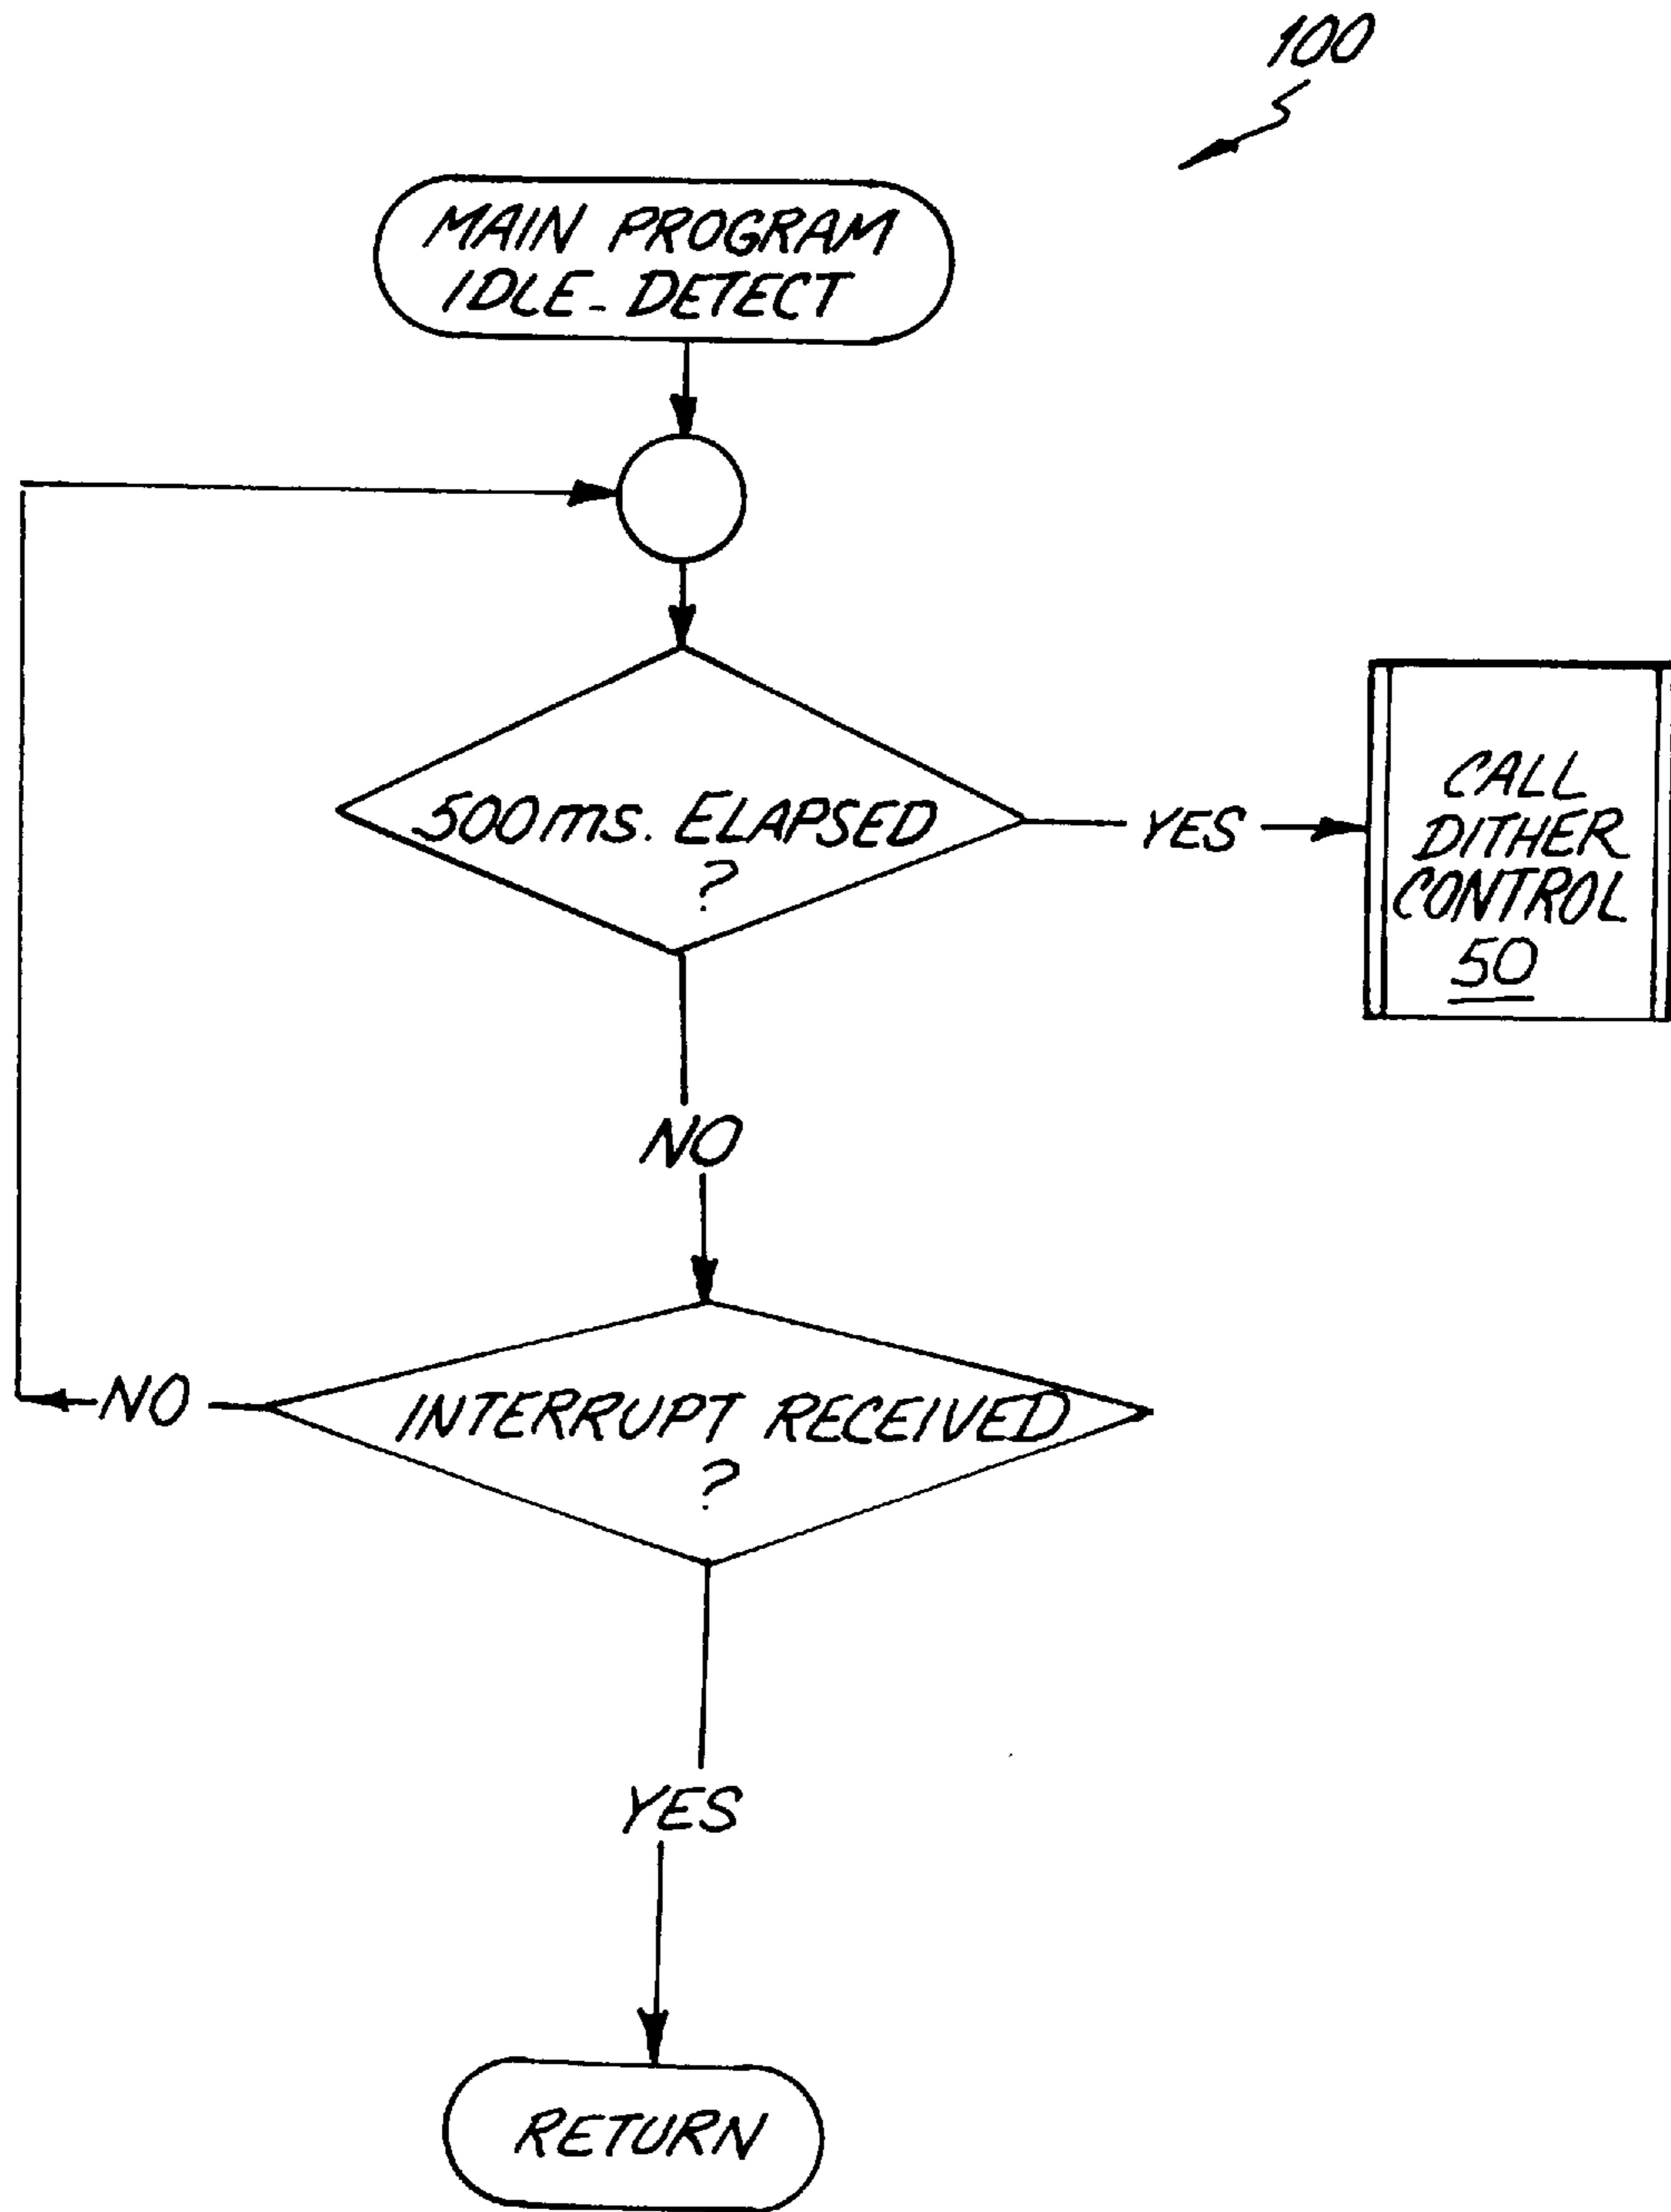 100
MAIN PROGRAM
IDLE-DETECT
500ms. ELAPSED
?
YES
CALL
DITHER
CONTROL
50
NO
INTERRUPT RECEIVED
?
NO
YES
RETURN